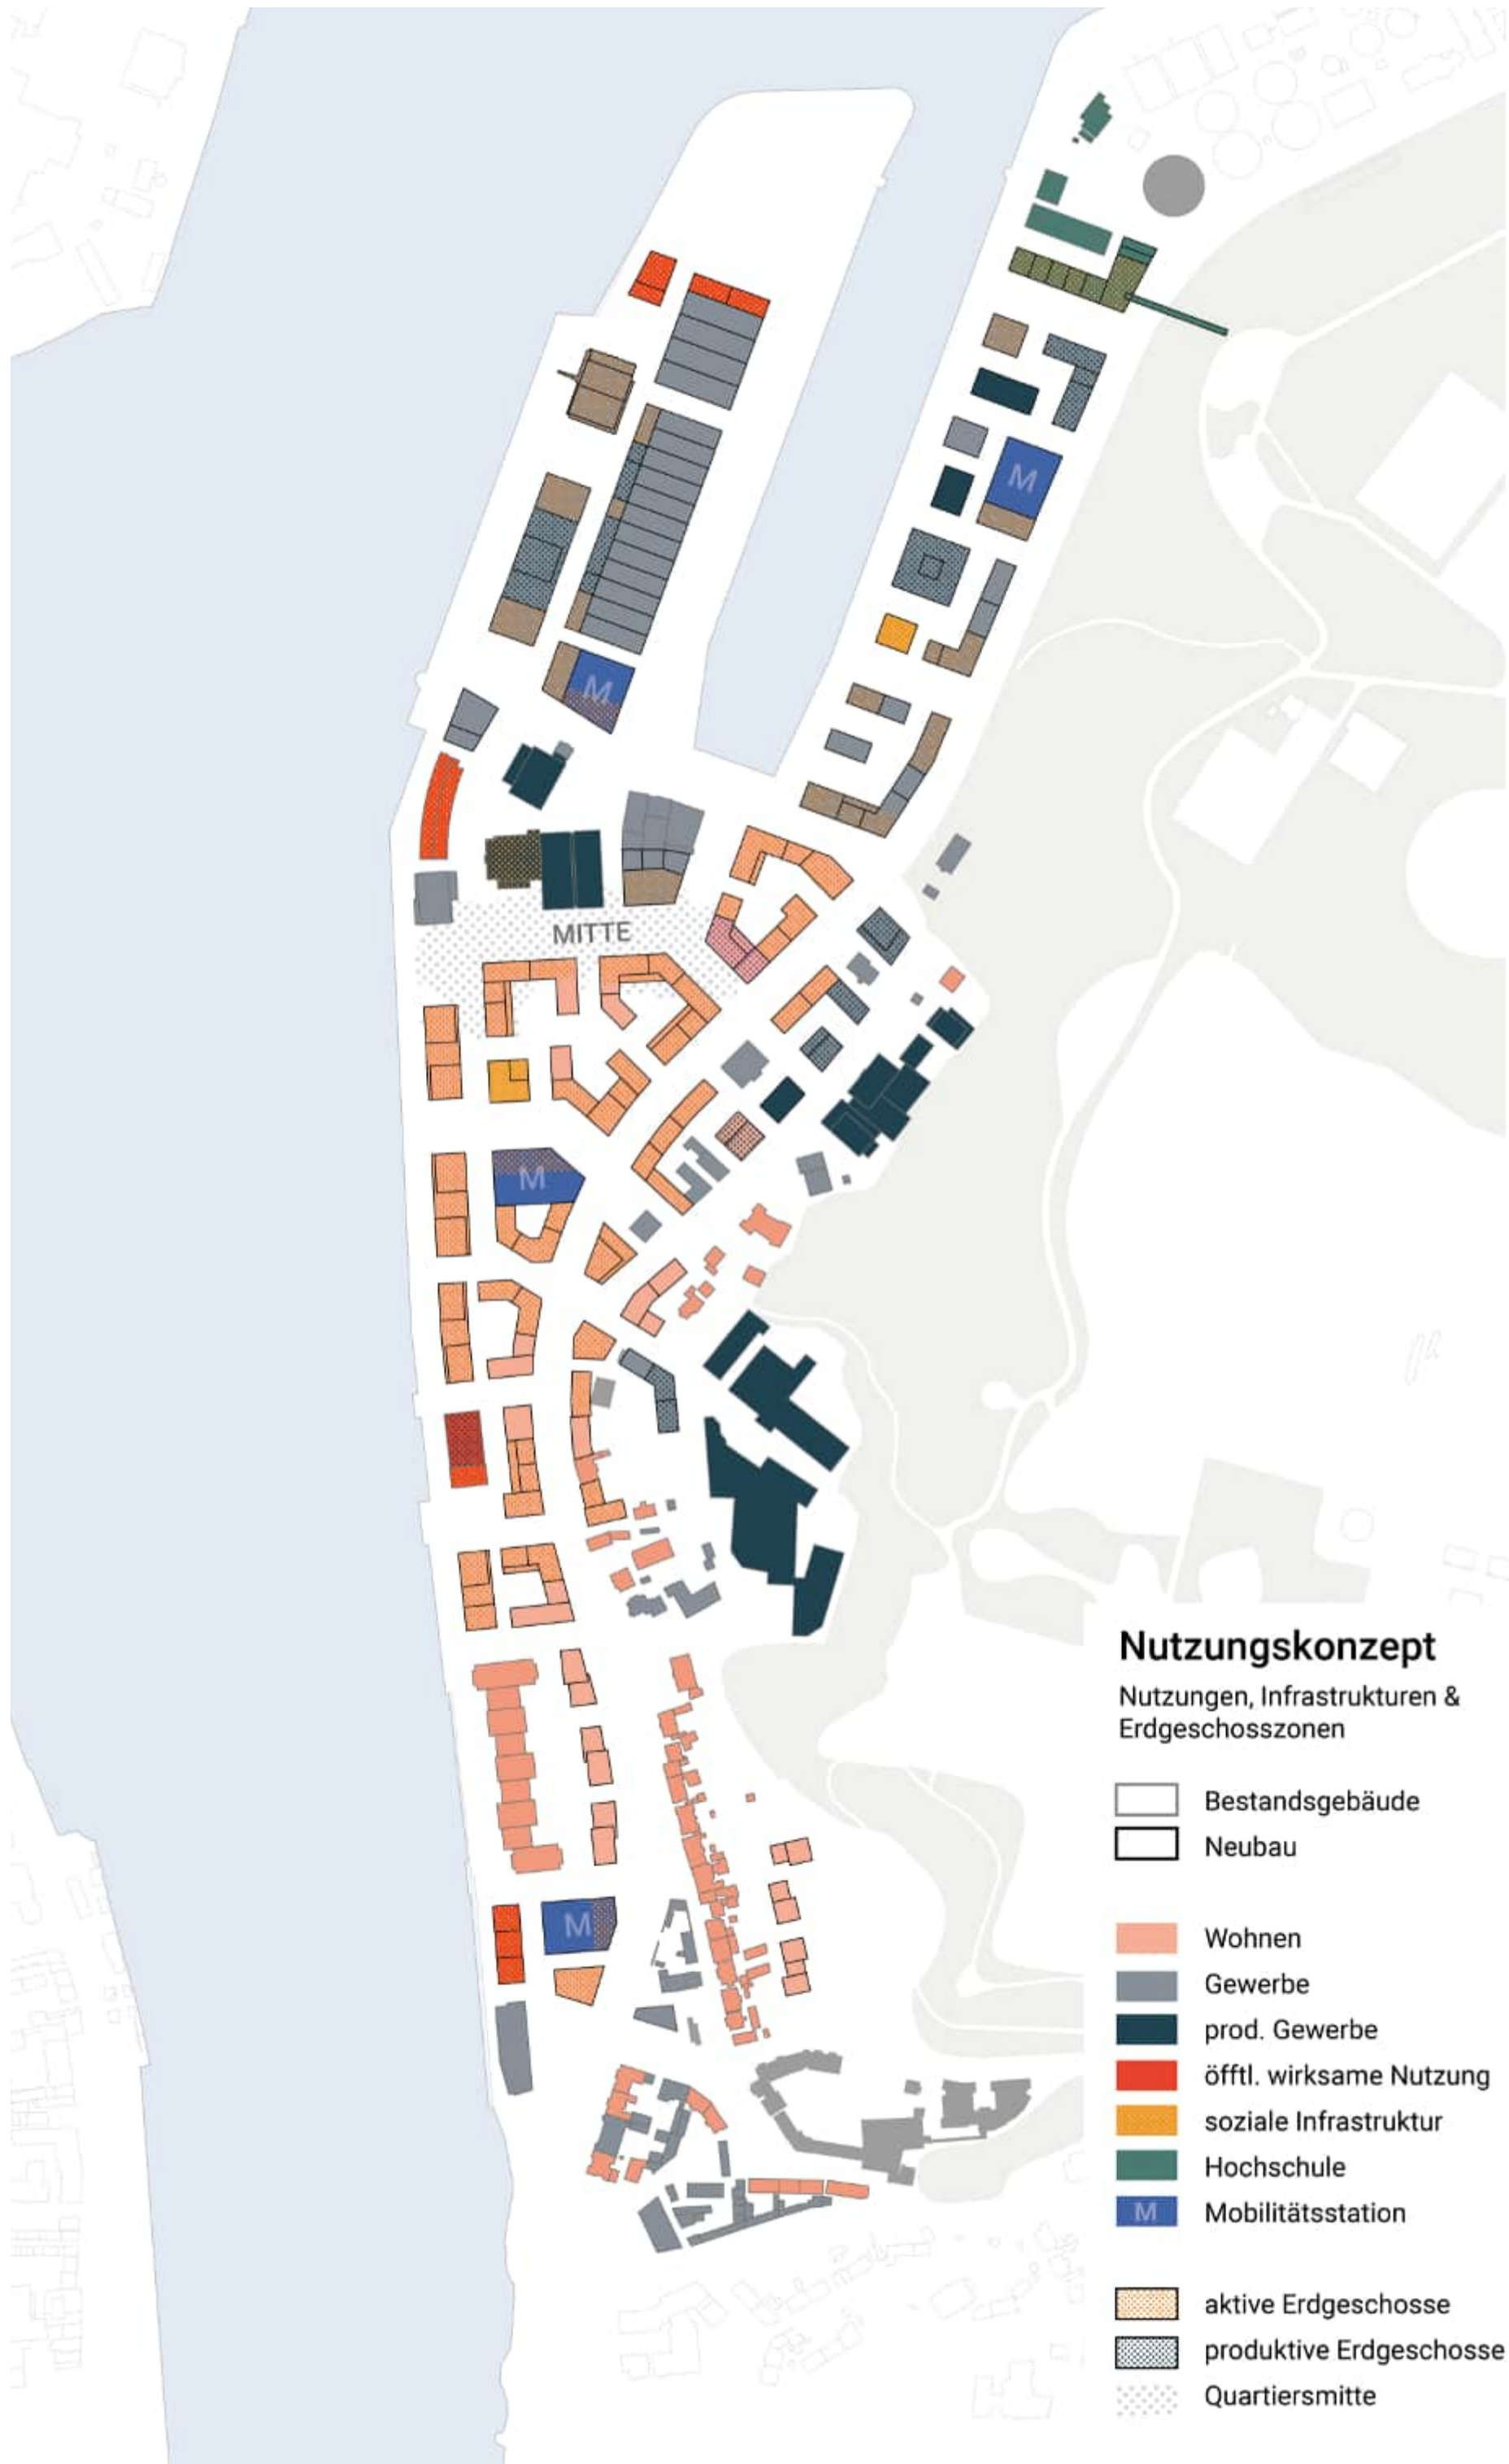 M
M
MITTE
M
M
Nutzungskonzept
Nutzungen, Infrastrukturen &
Erdgeschosszonen
Bestandsgebäude
Neubau
Wohnen
Gewerbe
prod. Gewerbe
öfftl. wirksame Nutzung
soziale Infrastruktur
Hochschule
M Mobilitätsstation
aktive Erdgeschosse
produktive Erdgeschosse
Quartiersmitte